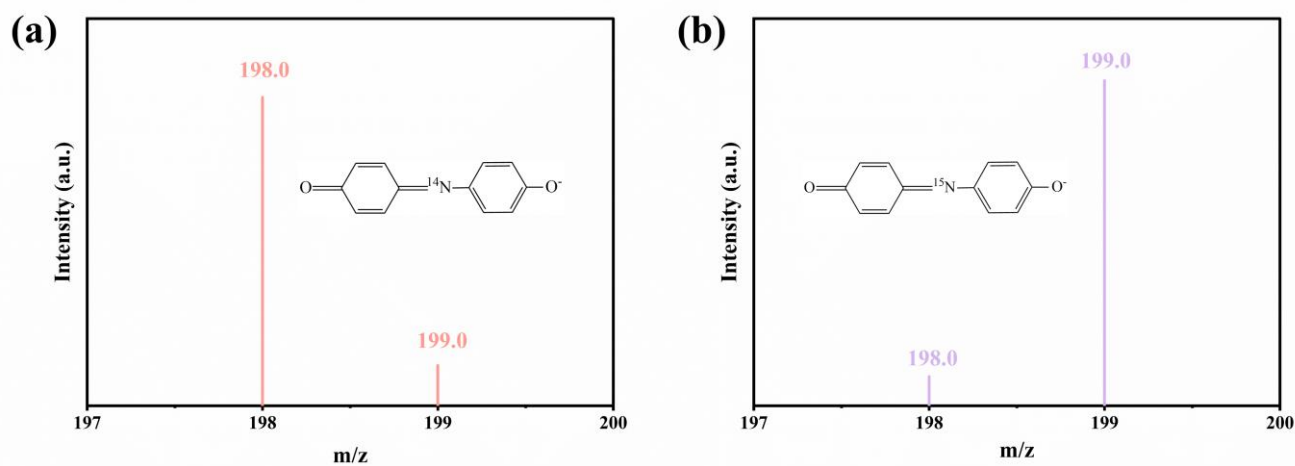 (a)
Intensity (a.u.)
198.0
199.0
O
¹⁴N
O⁻
197
198
199
200
m/z
(b)
Intensity (a.u.)
199.0
198.0
O
¹⁵N
O⁻
197
198
199
200
m/z